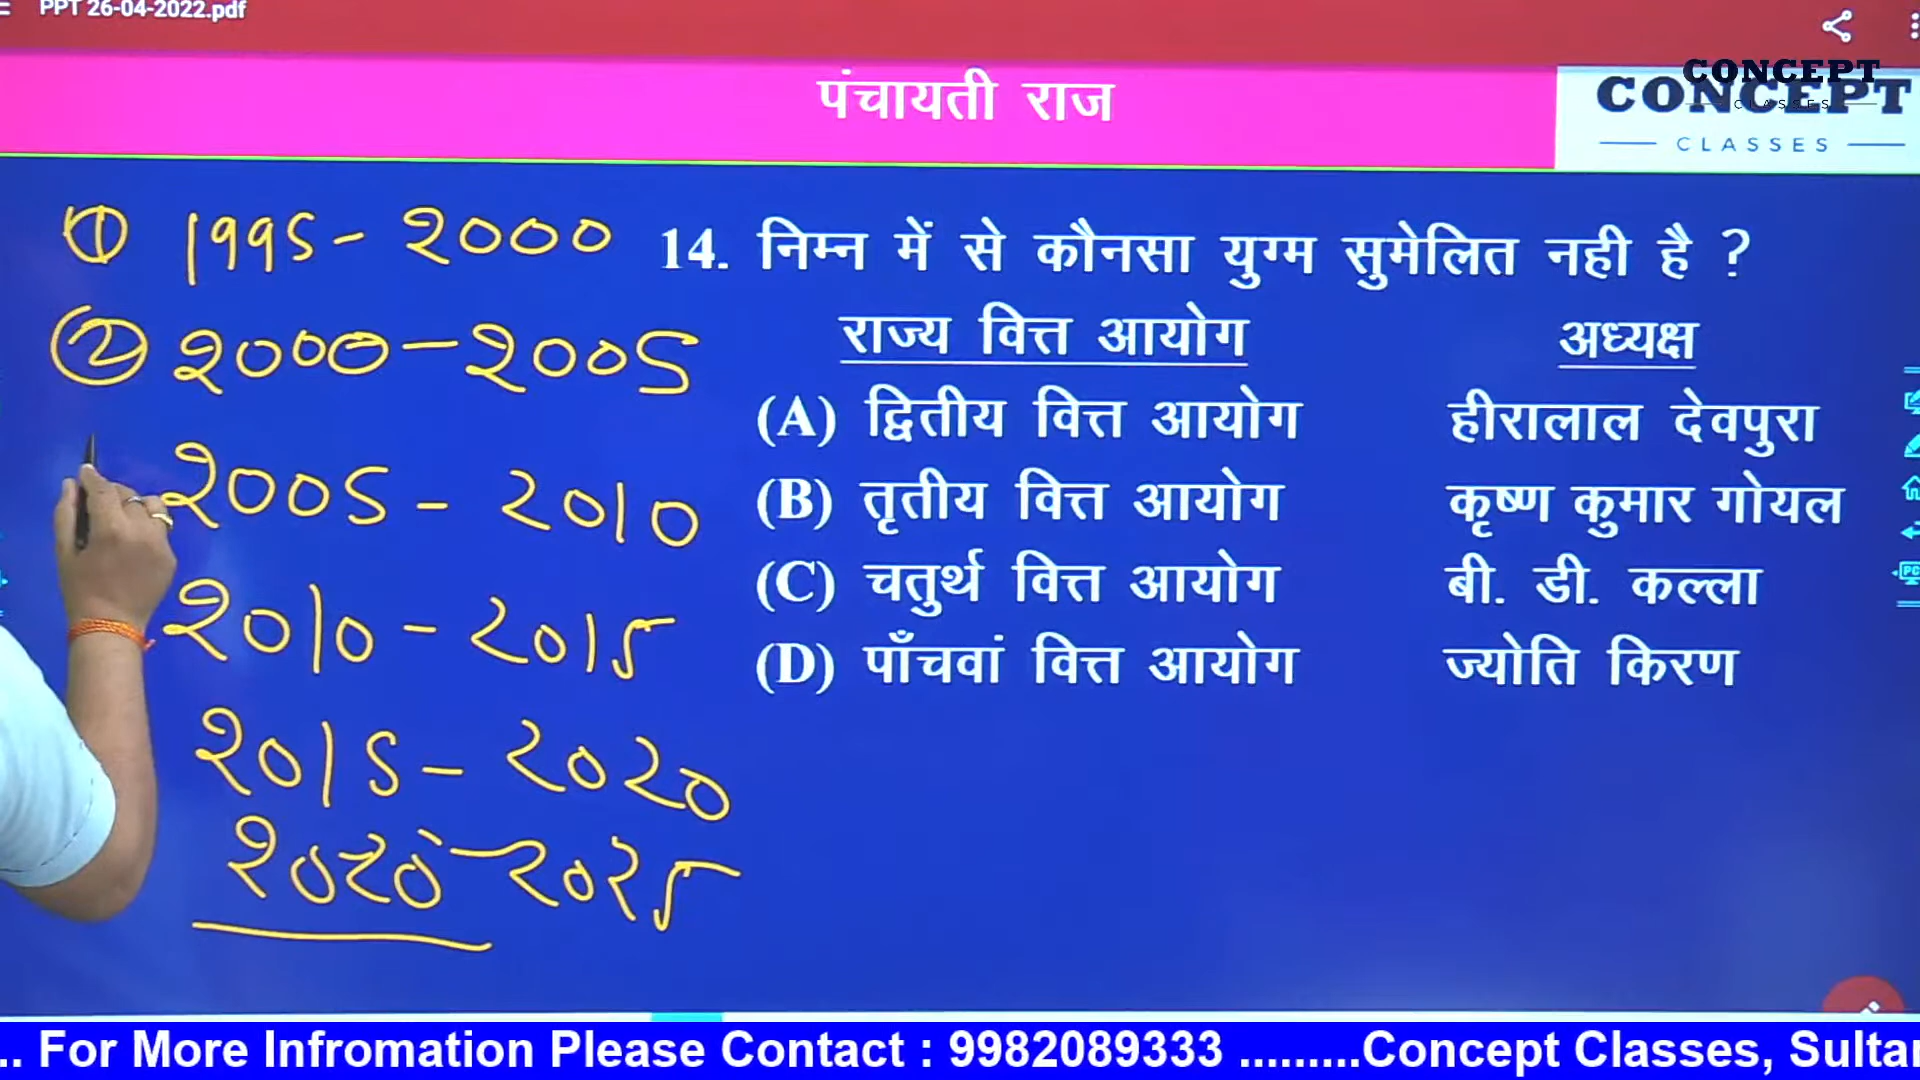 PPT 26-04-2022.pdf
पंचायती राज
CONCEPT
CLASSES
CONCEPT
CLASSES
① 1995 - 2000
② 2000 - 2005
2005 - 2010
2010 - 2015
2015 - 2020
2020 - 2025
14. निम्न में से कौनसा युग्म सुमेलित नही है ?
राज्य वित्त आयोग अध्यक्ष
(A) द्वितीय वित्त आयोग हीरालाल देवपुरा
(B) तृतीय वित्त आयोग कृष्ण कुमार गोयल
(C) चतुर्थ वित्त आयोग बी. डी. कल्ला
(D) पाँचवां वित्त आयोग ज्योति किरण
.. For More Infromation Please Contact : 9982089333 .........Concept Classes,